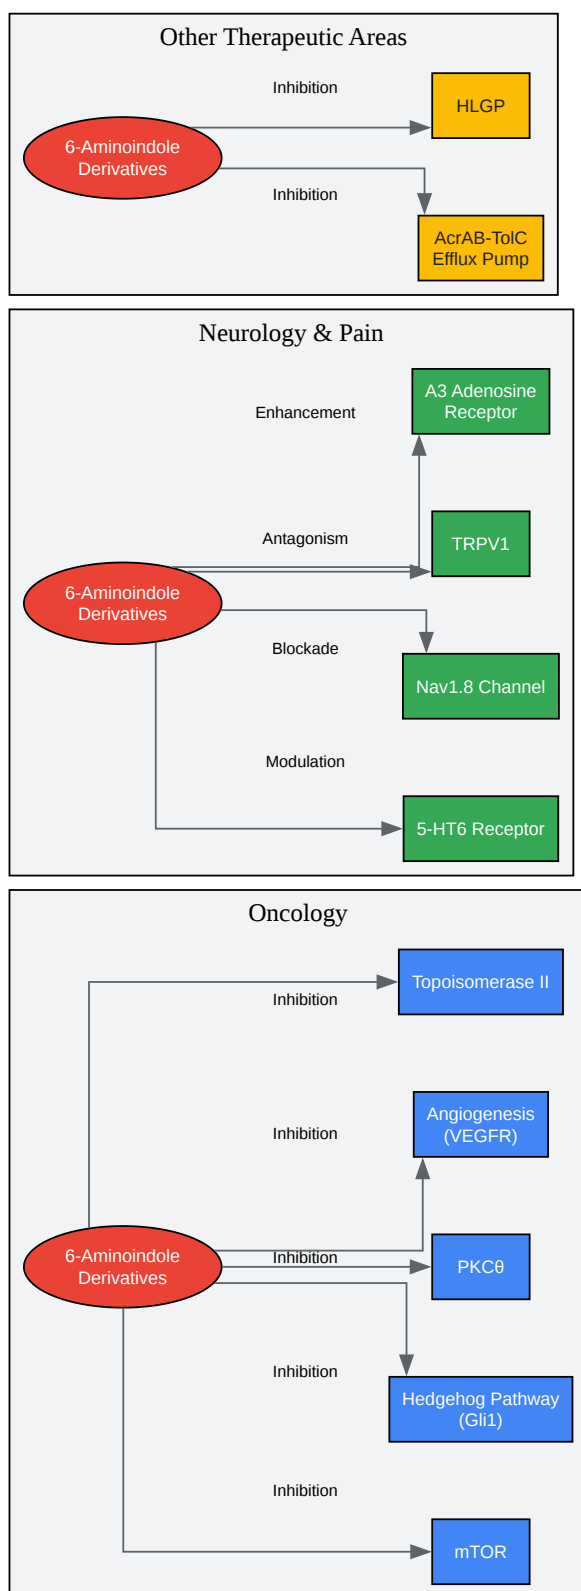 Other Therapeutic Areas
Inhibition
HLGP
6-Aminoindole
Derivatives
Inhibition
AcrAB-TolC
Efflux Pump
Neurology & Pain
A3 Adenosine
Receptor
Enhancement
Antagonism
TRPV1
6-Aminoindole
Derivatives
Blockade
Nav1.8 Channel
Modulation
5-HT6 Receptor
Oncology
Topoisomerase II
Inhibition
Angiogenesis
(VEGFR)
Inhibition
6-Aminoindole
Derivatives
Inhibition
PKCθ
Inhibition
Hedgehog Pathway
(Gli1)
Inhibition
mTOR